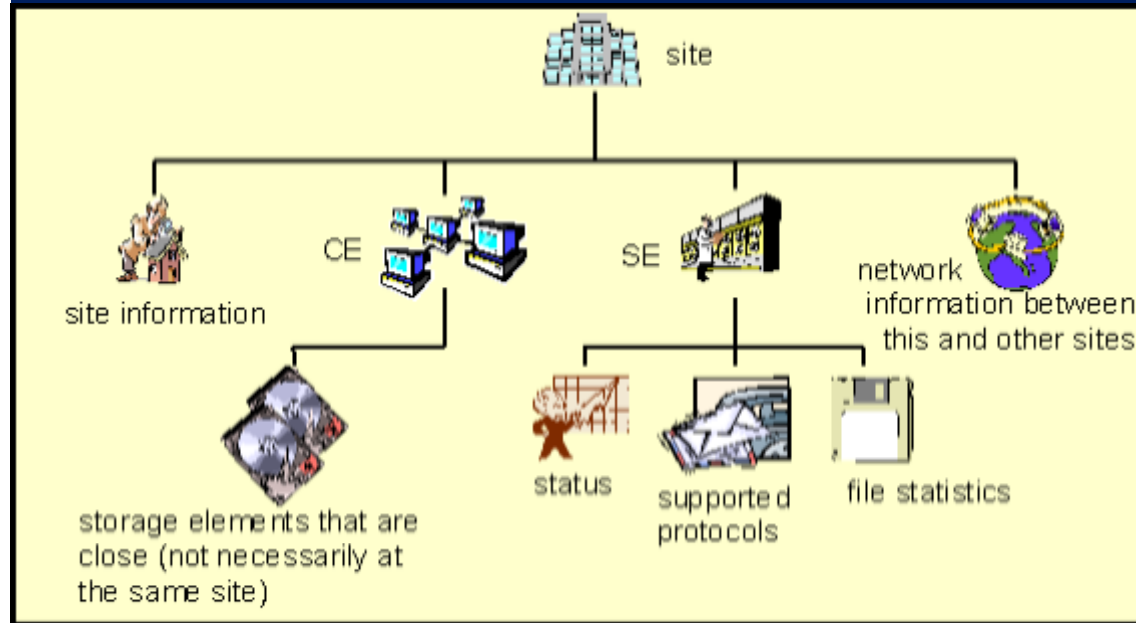 site
CE
SE
site information
network
information between
this and other sites
storage elements that are
close (not necessarily at
the same site)
status
supported
protocols
file statistics